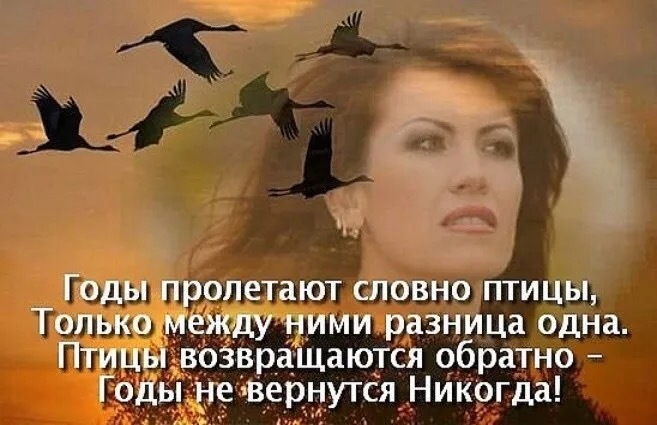 Годы пролетают словно птицы,
Только между ними разница одна.
Птицы возвращаются обратно –
Годы не вернутся Никогда!